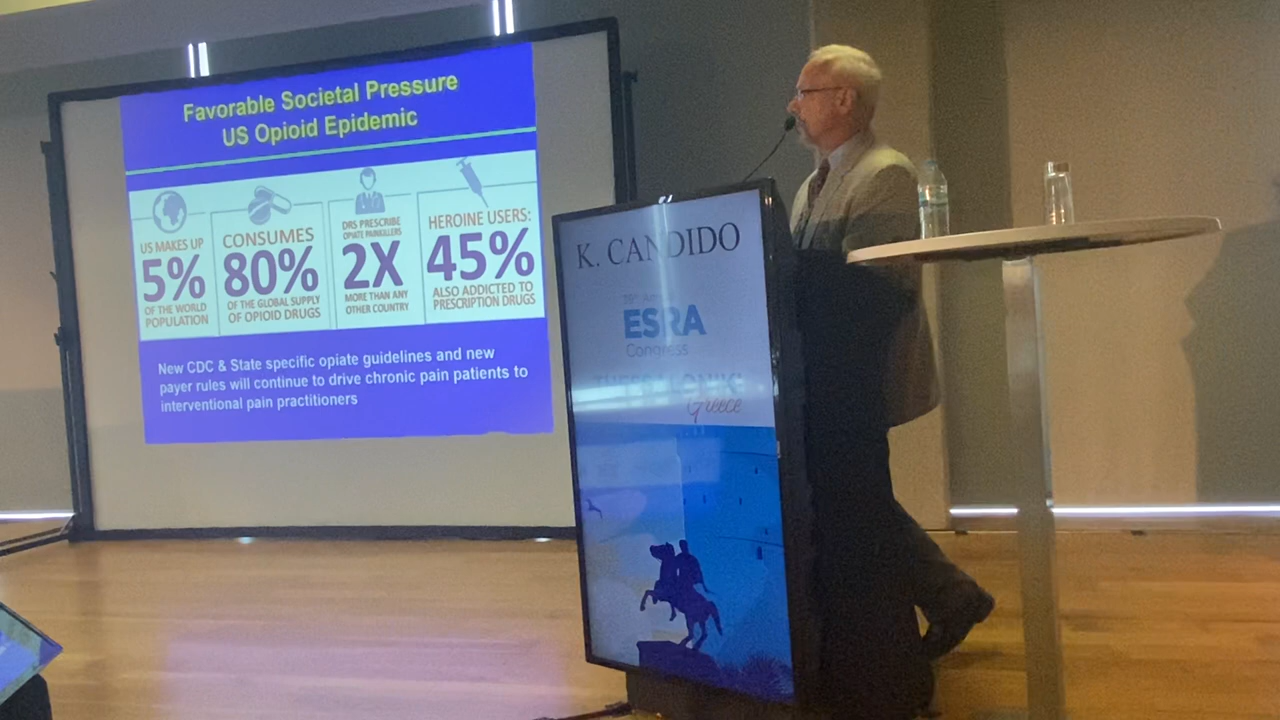 Favorable Societal Pressure
US Opioid Epidemic
US MAKES UP
5%
OF THE WORLD
POPULATION
CONSUMES
80%
OF THE GLOBAL SUPPLY
OF OPIOID DRUGS
DRS PRESCRIBE
OPIATE PAINKILLERS
2X
MORE THAN ANY
OTHER COUNTRY
HEROINE USERS:
45%
ALSO ADDICTED TO
PRESCRIPTION DRUGS
New CDC & State specific opiate guidelines and new
payer rules will continue to drive chronic pain patients to
interventional pain practitioners
K. CANDIDO
ESRA
Congress
THESSALONIKI
Greece